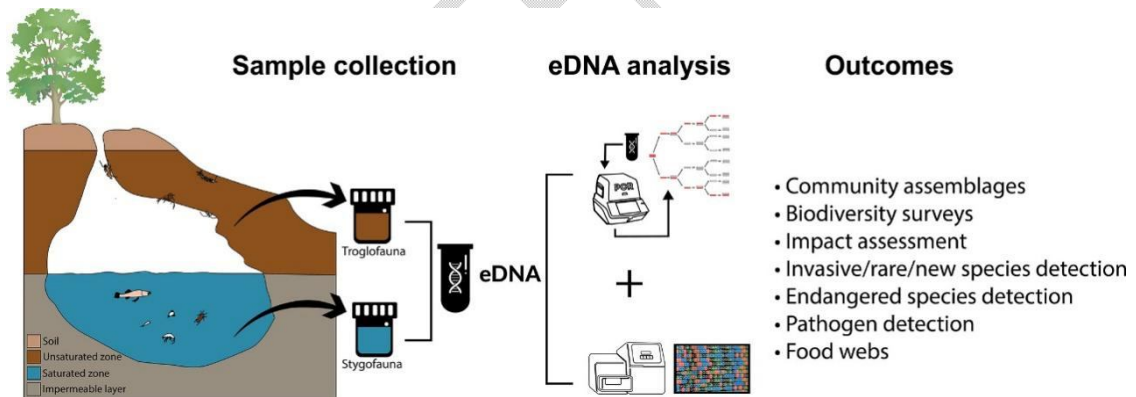 Sample collection
eDNA analysis
Outcomes
Troglofauna
Stygofauna
eDNA
PCR
+
• Community assemblages
• Biodiversity surveys
• Impact assessment
• Invasive/rare/new species detection
• Endangered species detection
• Pathogen detection
• Food webs
Soil
Unsaturated zone
Saturated zone
Impermeable layer